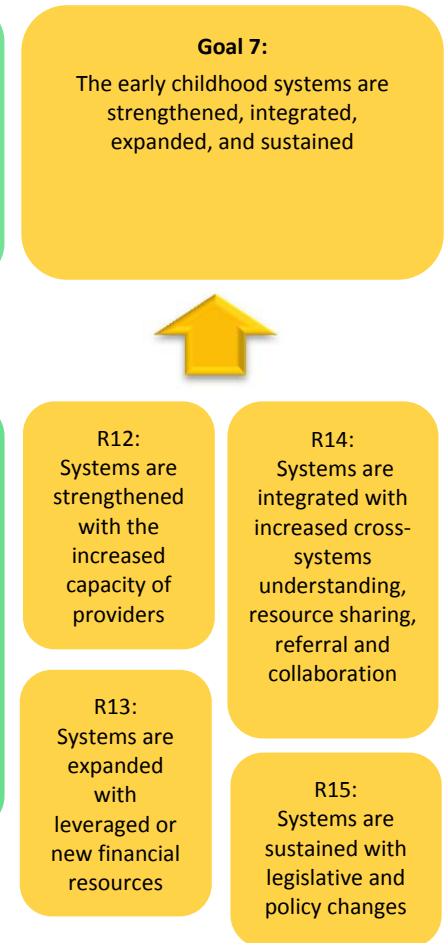 Goal 7:
The early childhood systems are
strengthened, integrated,
expanded, and sustained
R12:
Systems are
strengthened
with the
increased
capacity of
providers
R13:
Systems are
expanded
with
leveraged or
new financial
resources
R14:
Systems are
integrated with
increased cross-
systems
understanding,
resource sharing,
referral and
collaboration
R15:
Systems are
sustained with
legislative and
policy changes